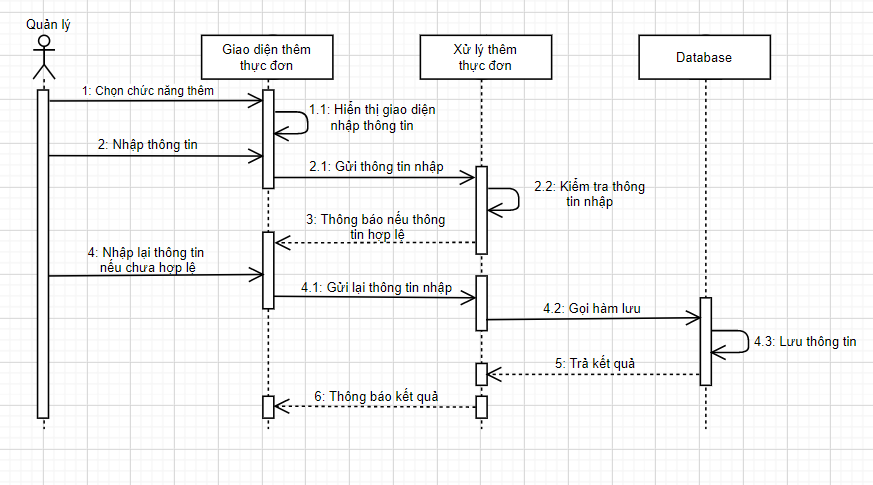 Quản lý
Giao diện thêm
thực đơn
Xử lý thêm
thực đơn
Database
1: Chọn chức năng thêm
1.1: Hiển thị giao diện
nhập thông tin
2: Nhập thông tin
2.1: Gửi thông tin nhập
2.2: Kiểm tra thông
tin nhập
3: Thông báo nếu thông
tin hợp lệ
4: Nhập lại thông tin
nếu chưa hợp lệ
4.1: Gửi lại thông tin nhập
4.2: Gọi hàm lưu
4.3: Lưu thông tin
5: Trả kết quả
6: Thông báo kết quả